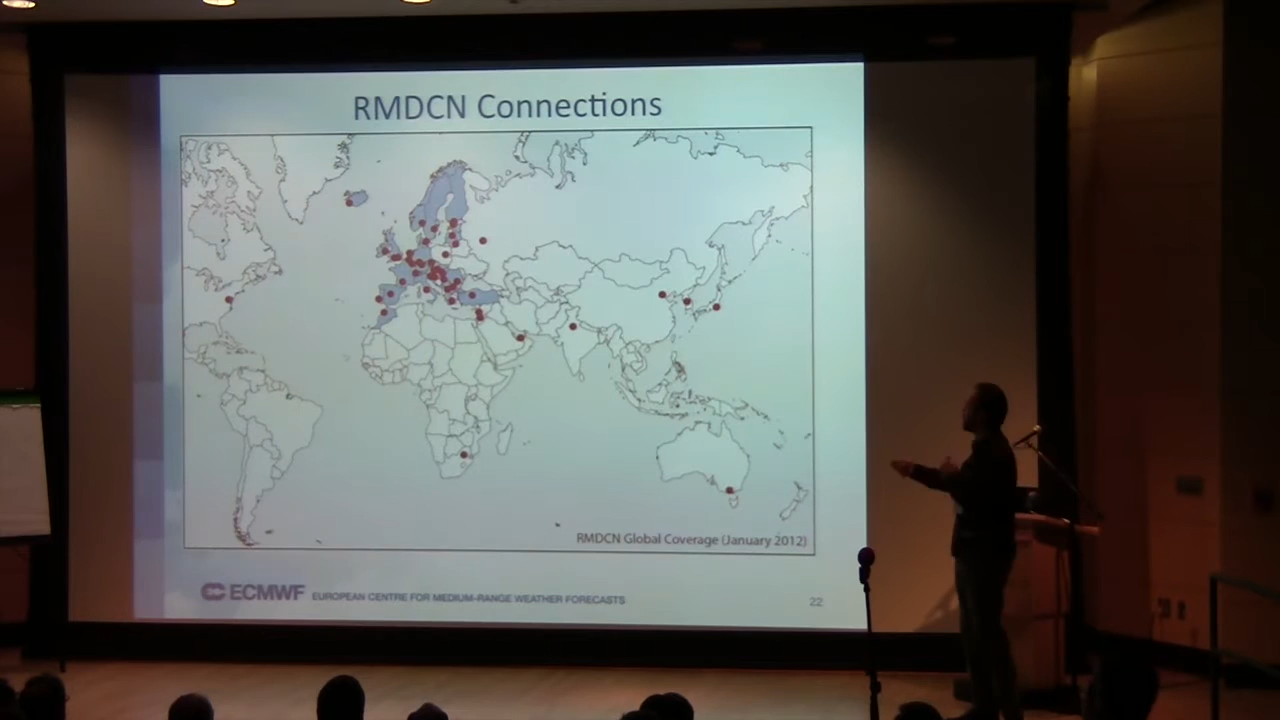 RMDCN Connections
RMDCN Global Coverage (January 2012)
ECMWF EUROPEAN CENTRE FOR MEDIUM-RANGE WEATHER FORECASTS
22